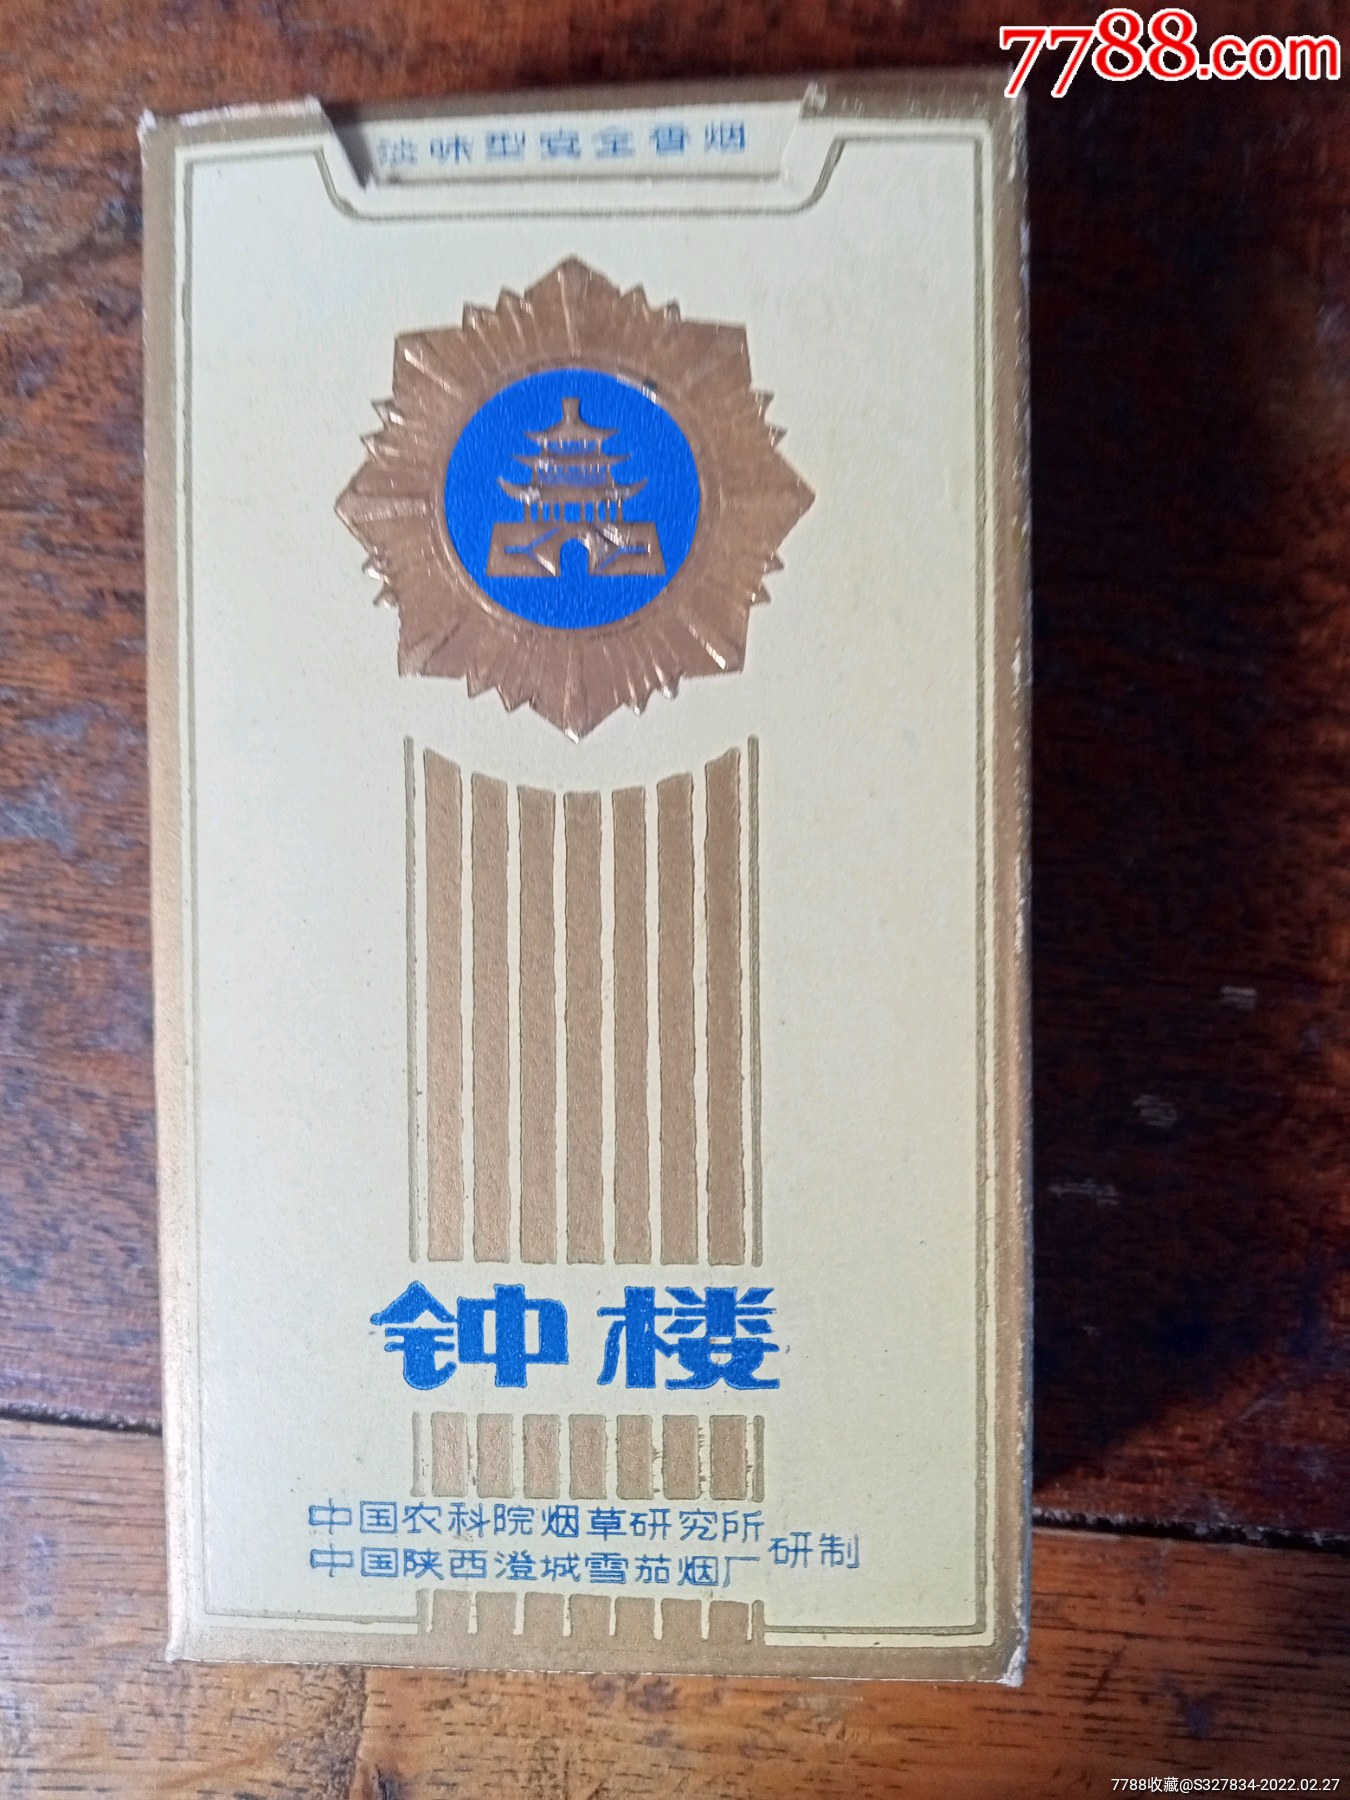 7788.com
淡味型安全香烟
钟楼
中国农科院烟草研究所
中国陕西澄城雪茄烟厂
研制
7788收藏@S327834-2022.02.27